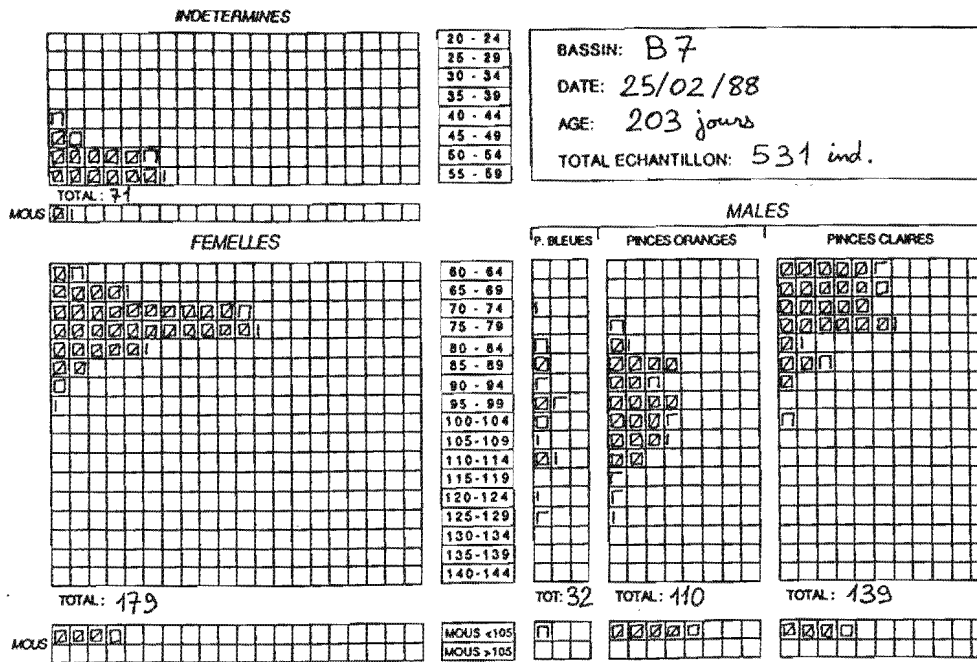 INDETERMINES
20 - 24
25 - 29
30 - 34
35 - 39
40 - 44
45 - 49
50 - 54
55 - 59
TOTAL: 71
MOUS
BASSIN: B7
DATE: 25/02/88
AGE: 203 jours
TOTAL ECHANTILLON: 531 ind.
MALES
FEMELLES
P. BLEUES
PINCES ORANGES
PINCES CLAIRES
60 - 64
65 - 69
70 - 74
75 - 79
80 - 84
85 - 89
90 - 94
95 - 99
100-104
105-109
110-114
115-119
120-124
125-129
130-134
135-139
140-144
TOTAL: 179
TOT: 32
TOTAL: 110
TOTAL: 139
MOUS
MOUS <105
MOUS >105